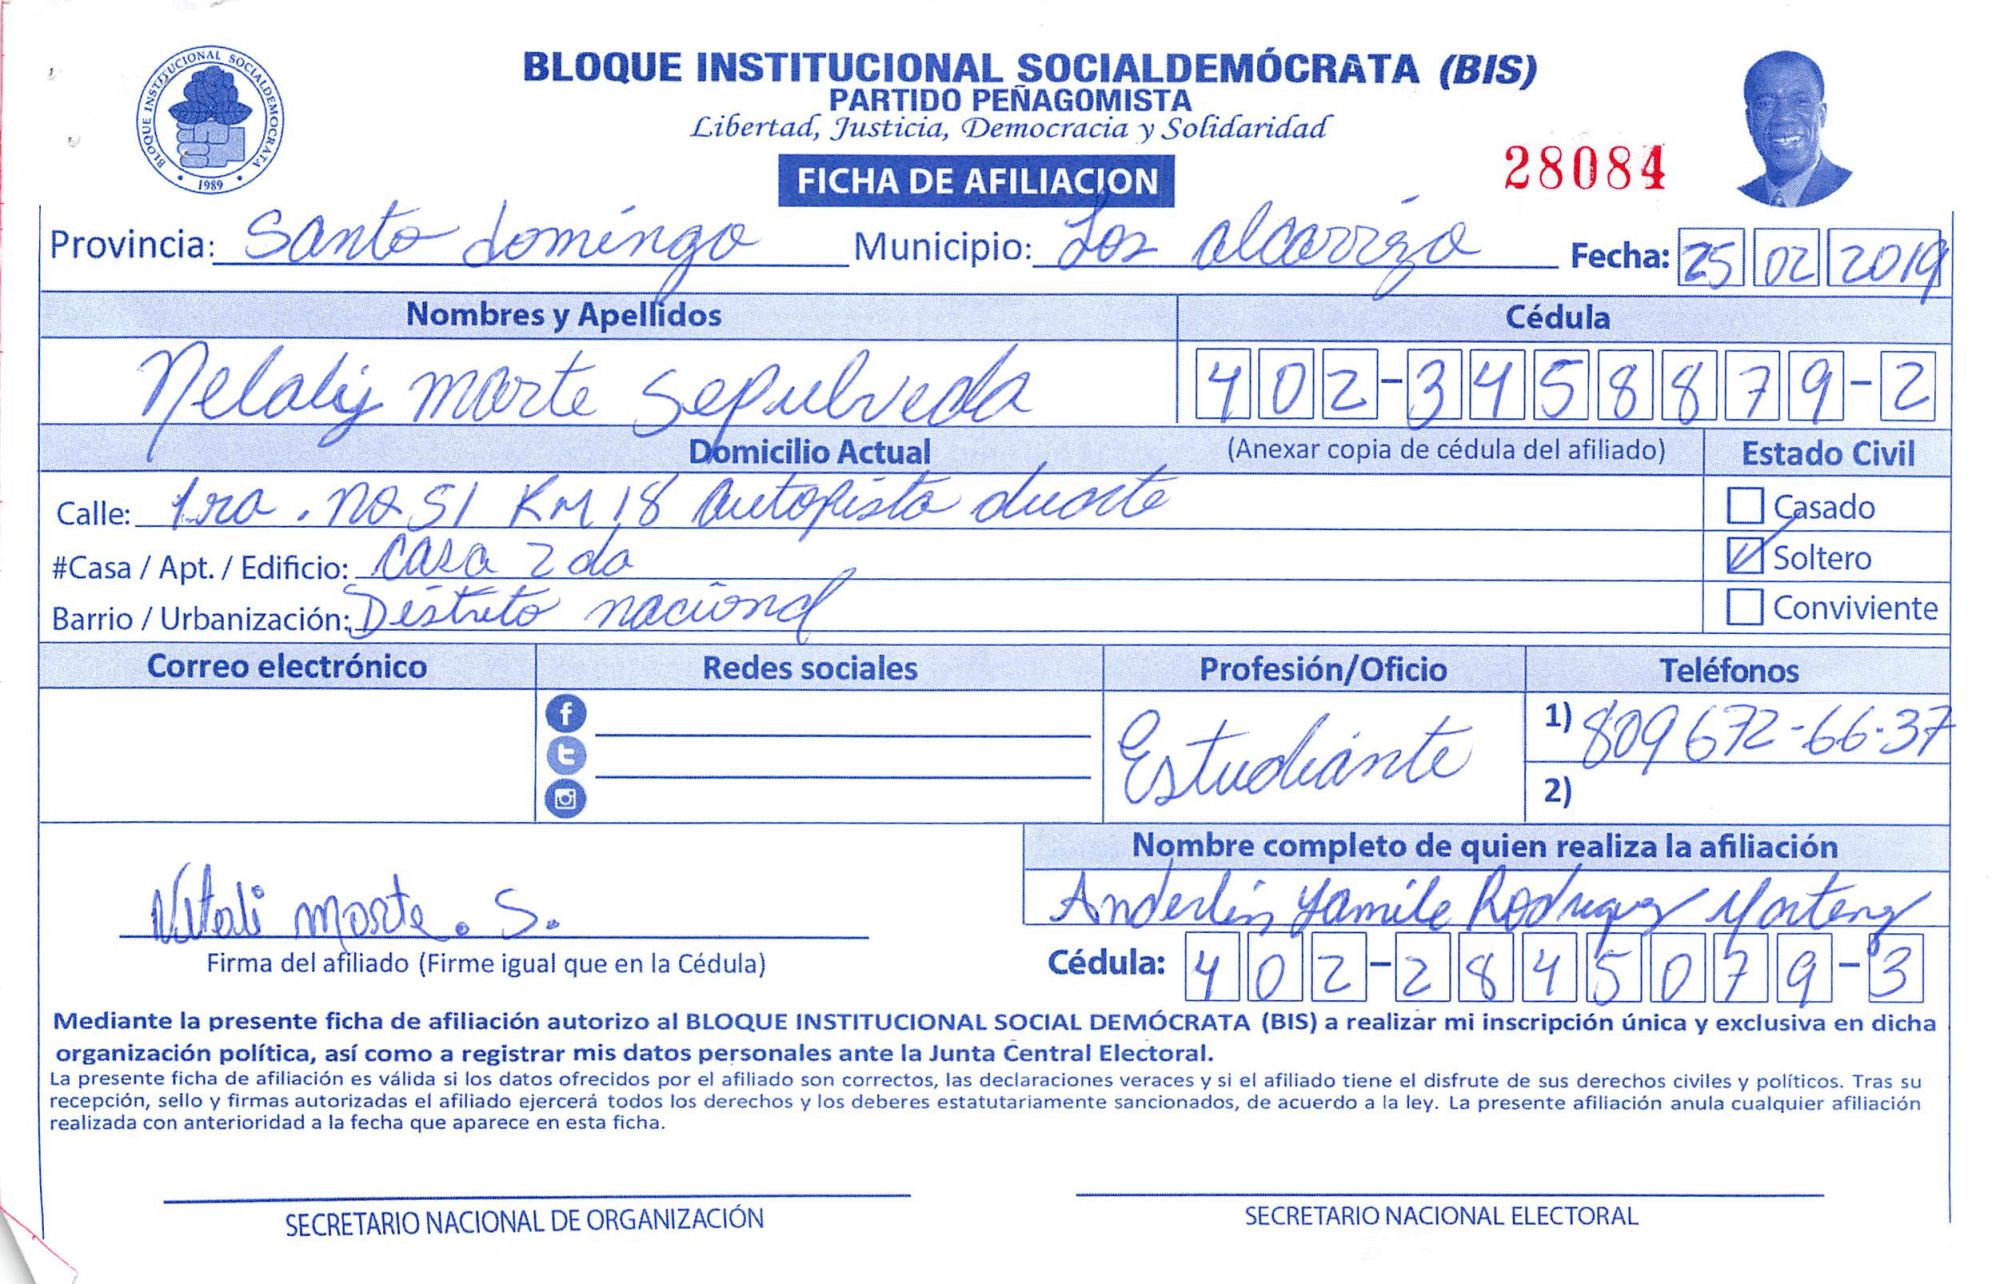 BLOQUE INSTITUCIONAL SOCIALDEMOCRATA
1989
BLOQUE INSTITUCIONAL SOCIALDEMÓCRATA (BIS)
PARTIDO PEÑAGOMISTA
Libertad, Justicia, Democracia y Solidaridad
FICHA DE AFILIACION
28084
Provincia: Santo domingo Municipio: Los alcarrizo Fecha: 25 02 2019
Nombres y Apellidos Cédula
Nelaly marte sepulveda 402-3458879-2
Domicilio Actual (Anexar copia de cédula del afiliado) Estado Civil
Calle: 1ra. no 51 KM 18 autopista duarte Casado
#Casa / Apt. / Edificio: casa 2da Soltero
Barrio / Urbanización: Distrito nacional Conviviente
Correo electrónico Redes sociales Profesión/Oficio Teléfonos
Estudiante 1) 809 672-66-37
2)
Nombre completo de quien realiza la afiliación
morte. S. Anderlin Yamile Rodriguez
Firma del afiliado (Firme igual que en la Cédula) Cédula: 402-2845079-3
Mediante la presente ficha de afiliación autorizo al BLOQUE INSTITUCIONAL SOCIAL DEMÓCRATA (BIS) a realizar mi inscripción única y exclusiva en dicha
organización política, así como a registrar mis datos personales ante la Junta Central Electoral.
La presente ficha de afiliación es válida si los datos ofrecidos por el afiliado son correctos, las declaraciones veraces y si el afiliado tiene el disfrute de sus derechos civiles y políticos. Tras su
recepción, sello y firmas autorizadas el afiliado ejercerá todos los derechos y los deberes estatutariamente sancionados, de acuerdo a la ley. La presente afiliación anula cualquier afiliación
realizada con anterioridad a la fecha que aparece en esta ficha.
SECRETARIO NACIONAL DE ORGANIZACIÓN SECRETARIO NACIONAL ELECTORAL